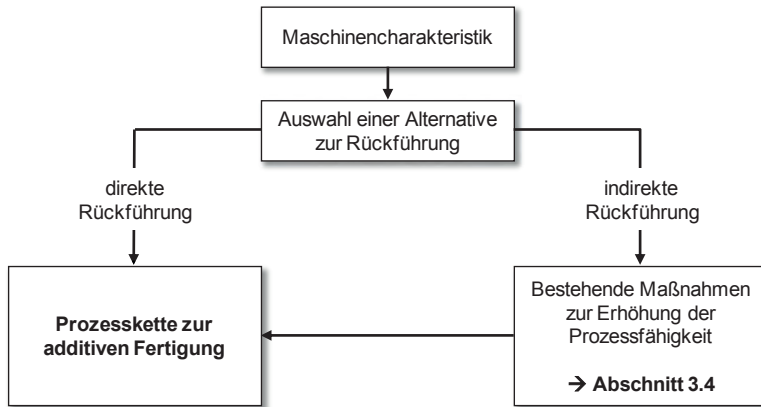 Maschinencharakteristik
Auswahl einer Alternative
zur Rückführung
direkte
Rückführung
indirekte
Rückführung
Prozesskette zur
additiven Fertigung
Bestehende Maßnahmen
zur Erhöhung der
Prozessfähigkeit
→ Abschnitt 3.4